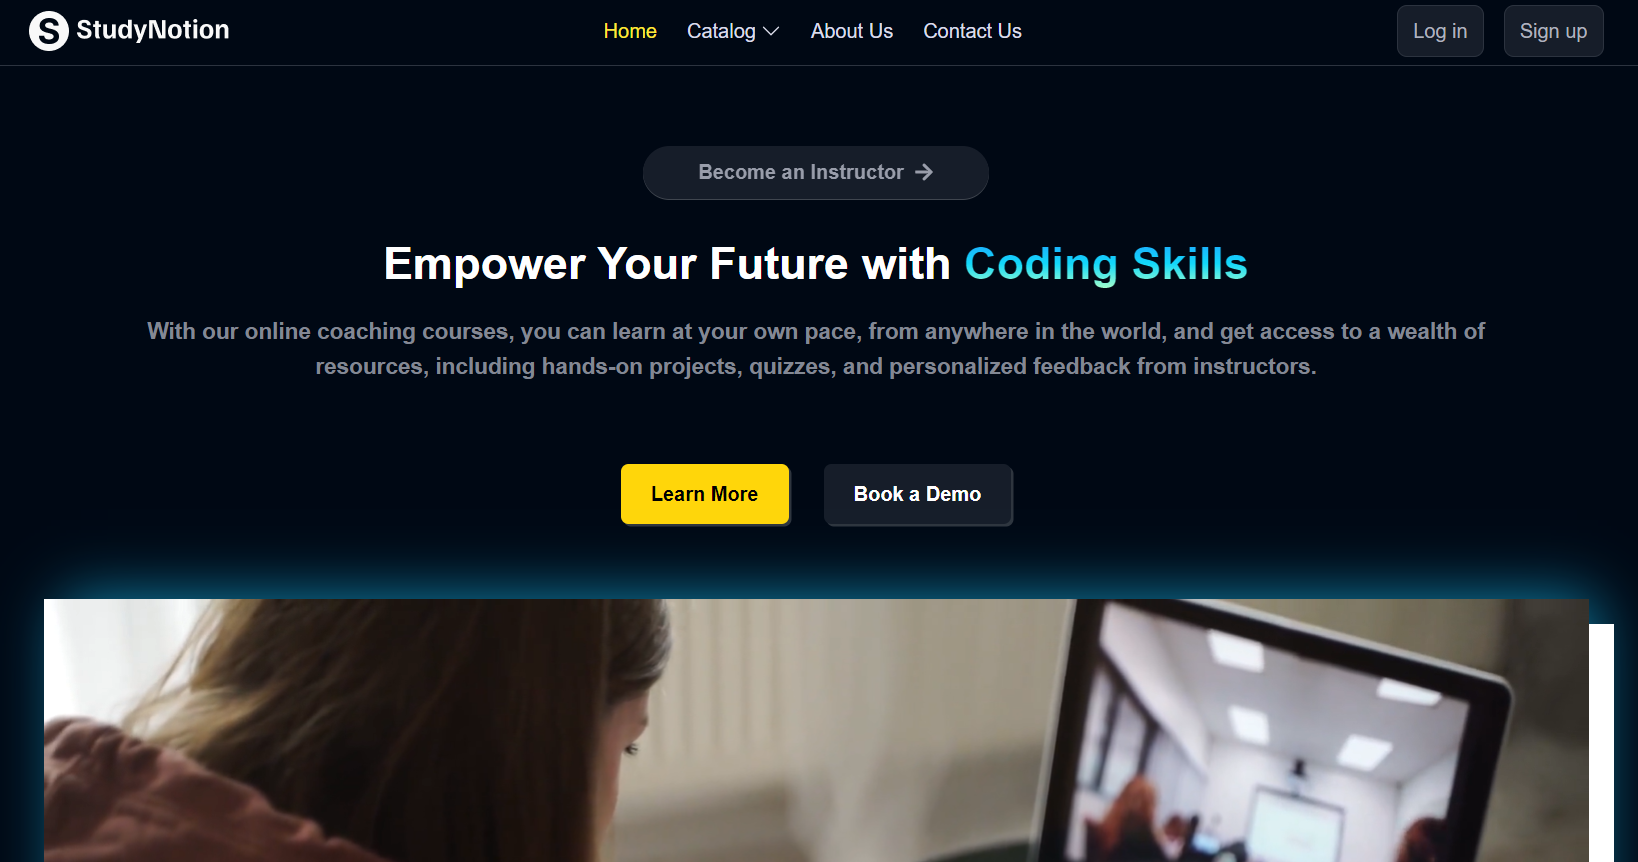 S StudyNotion
Home Catalog About Us Contact Us
Log in Sign up
Become an Instructor →
Empower Your Future with Coding Skills
With our online coaching courses, you can learn at your own pace, from anywhere in the world, and get access to a wealth of
resources, including hands-on projects, quizzes, and personalized feedback from instructors.
Learn More Book a Demo